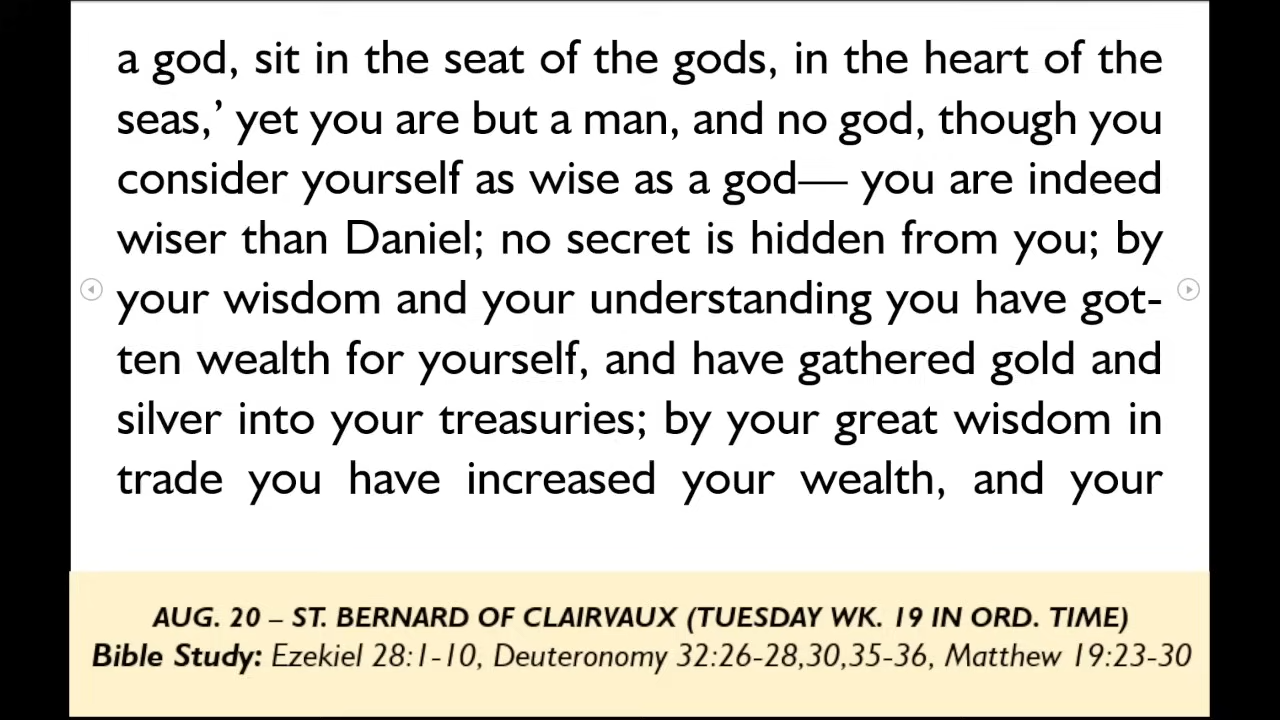 a god, sit in the seat of the gods, in the heart of the
seas,’ yet you are but a man, and no god, though you
consider yourself as wise as a god— you are indeed
wiser than Daniel; no secret is hidden from you; by
your wisdom and your understanding you have got-
ten wealth for yourself, and have gathered gold and
silver into your treasuries; by your great wisdom in
trade you have increased your wealth, and your
AUG. 20 – ST. BERNARD OF CLAIRVAUX (TUESDAY WK. 19 IN ORD. TIME)
Bible Study: Ezekiel 28:1-10, Deuteronomy 32:26-28,30,35-36, Matthew 19:23-30